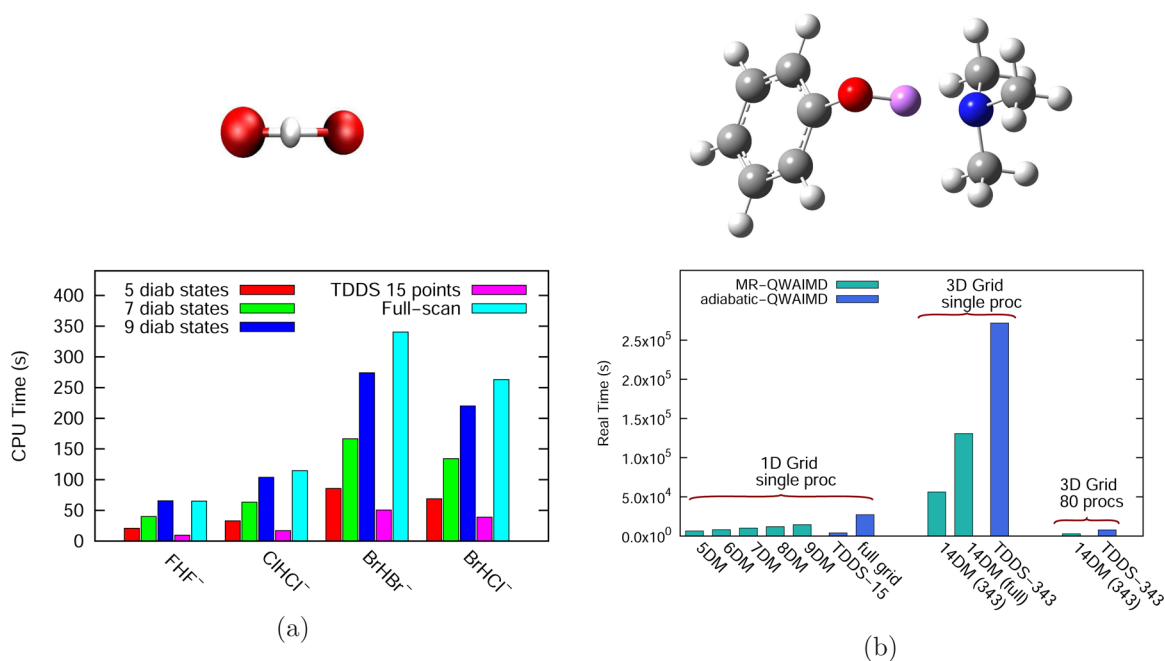 CPU Time (s)
400
350
300
250
200
150
100
50
0
5 diab states
7 diab states
9 diab states
TDDS 15 points
Full-scan
FHF⁻
ClHCl⁻
BrHBr⁻
BrHCl⁻
(a)
Real Time (s)
2.5x10⁵
2.0x10⁵
1.5x10⁵
1.0x10⁵
5.0x10⁴
0.0x10⁰
MR-QWAIMD
adiabatic-QWAIMD
1D Grid
single proc
3D Grid
single proc
3D Grid
80 procs
5DM
6DM
7DM
8DM
9DM
TDDS-15
full grid
14DM (343)
14DM (full)
TDDS-343
14DM (343)
TDDS-343
(b)